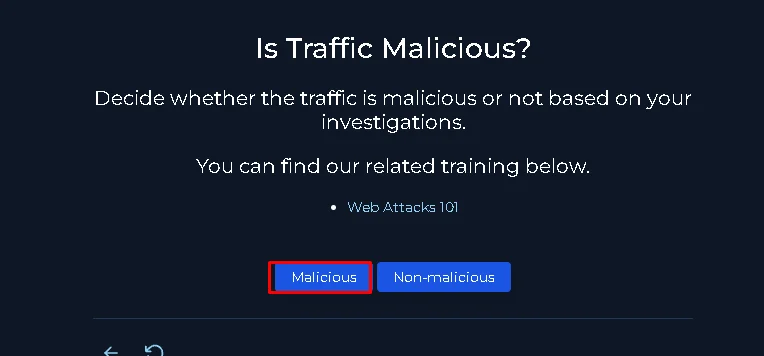 Is Traffic Malicious?
Decide whether the traffic is malicious or not based on your
investigations.
You can find our related training below.
Web Attacks 101
Malicious
Non-malicious